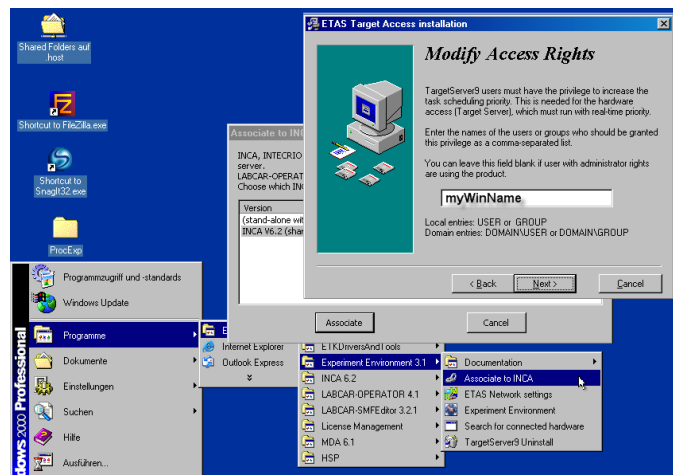 Shared Folders auf
.host
Shortcut to FileZilla.exe
Shortcut to
SnagIt32.exe
ProcExp
ETAS Target Access installation
Modify Access Rights
TargetServer9 users must have the privilege to increase the
task scheduling priority. This is needed for the hardware
access (Target Server), which must run with real-time priority.
Enter the names of the users or groups who should be granted
this privilege as a comma-separated list.
You can leave this field blank if user with administrator rights
are using the product.
myWinName
Local entries: USER or GROUP
Domain entries: DOMAIN\USER or DOMAIN\GROUP
< Back
Next >
Cancel
Associate to IN
INCA, INTECRIO
server.
LABCAR-OPERAT
Choose which IN
Version
(stand-alone wit
INCA V6.2 (shar
Associate
Cancel
Programmzugriff und -standards
Windows Update
Programme
Dokumente
Einstellungen
Suchen
Hilfe
Ausführen...
dows 2000 Professional
E
Internet Explorer
Outlook Express
ETKDriversAndTools
Experiment Environment 3.1
INCA 6.2
LABCAR-OPERATOR 4.1
LABCAR-SMFEditor 3.2.1
License Management
MDA 6.1
HSP
Documentation
Associate to INCA
ETAS Network settings
Experiment Environment
Search for connected hardware
TargetServer9 Uninstall